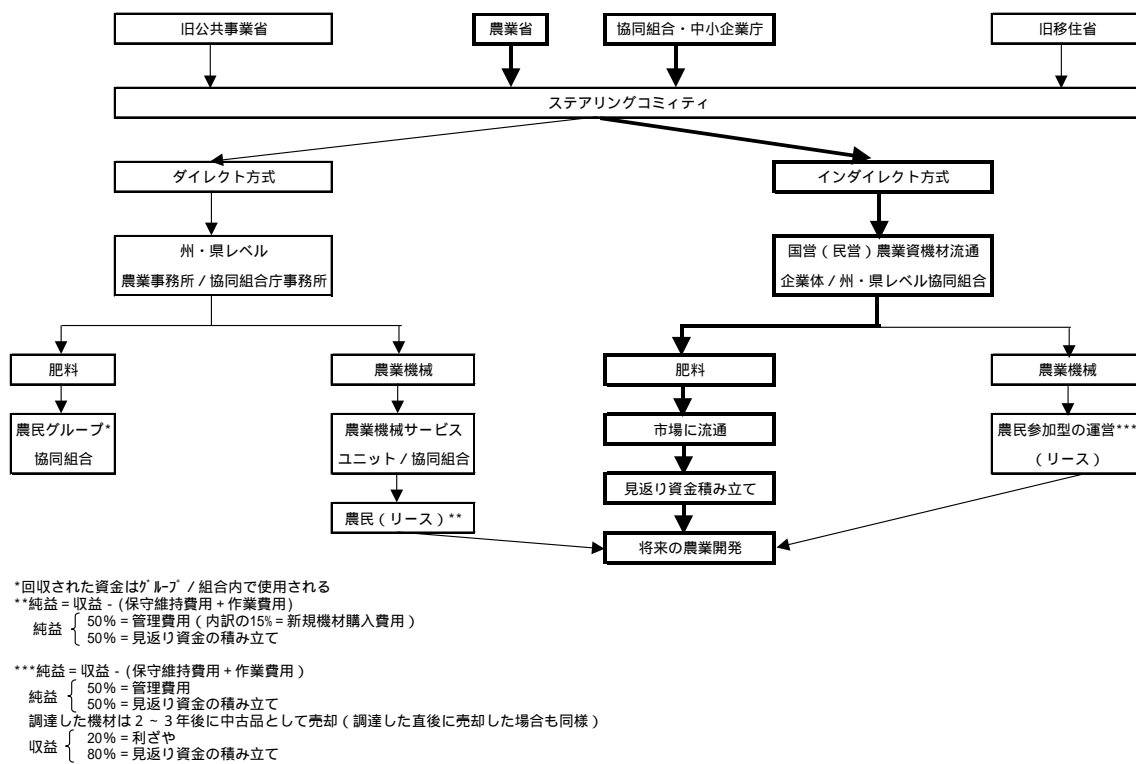 旧公共事業省
農業省
協同組合・中小企業庁
旧移住省
ステアリングコミィティ
ダイレクト方式
インダイレクト方式
州・県レベル
農業事務所 / 協同組合庁事務所
国営(民営)農業資機材流通
企業体 / 州・県レベル協同組合
肥料
農業機械
肥料
農業機械
農民グループ*
協同組合
農業機械サービス
ユニット / 協同組合
市場に流通
農民参加型の運営***
(リース)
見返り資金積み立て
農民(リース)**
将来の農業開発
*回収された資金はグループ / 組合内で使用される
**純益 = 収益 - (保守維持費用 + 作業費用)
純益
50% = 管理費用(内訳の15% = 新規機材購入費用)
50% = 見返り資金の積み立て
***純益 = 収益 - (保守維持費用 + 作業費用)
純益
50% = 管理費用
50% = 見返り資金の積み立て
調達した機材は2~3年後に中古品として売却(調達した直後に売却した場合も同様)
収益
20% = 利ざや
80% = 見返り資金の積み立て